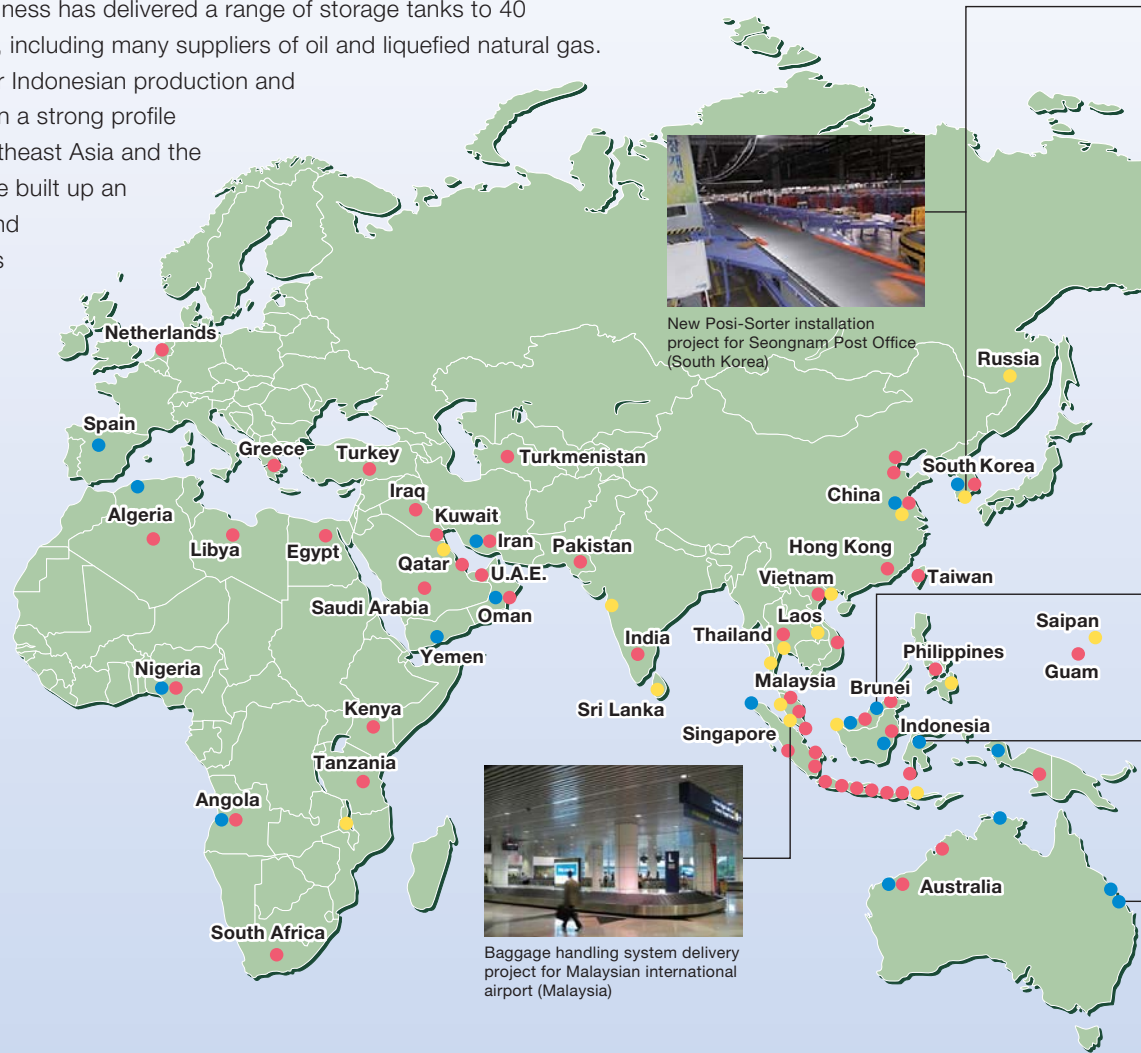 ness has delivered a range of storage tanks to 40
, including many suppliers of oil and liquefied natural gas.
r Indonesian production and
n a strong profile
theast Asia and the
e built up an
nd
s
장개선
New Posi-Sorter installation
project for Seongnam Post Office
(South Korea)
Netherlands
Russia
Spain
Greece
Turkey
Turkmenistan
South Korea
China
Algeria
Iraq
Kuwait
Libya
Egypt
Iran
Pakistan
Hong Kong
Qatar
U.A.E.
Vietnam
Taiwan
Saudi Arabia
Oman
Laos
Saipan
Thailand
India
Yemen
Philippines
Guam
Nigeria
Malaysia
Brunei
Sri Lanka
Kenya
Singapore
Indonesia
Tanzania
Angola
Australia
South Africa
Baggage handling system delivery
project for Malaysian international
airport (Malaysia)